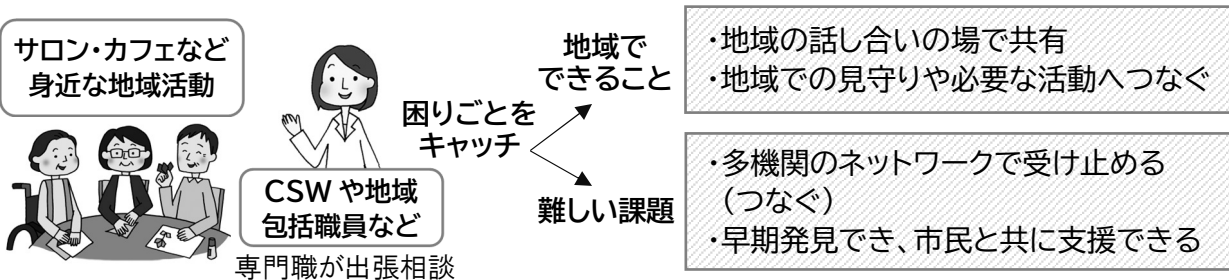 サロン・カフェなど
身近な地域活動
CSW や地域
包括職員など
専門職が出張相談
困りごとを
キャッチ
地域で
できること
・地域の話し合いの場で共有
・地域での見守りや必要な活動へつなぐ
難しい課題
・多機関のネットワークで受け止める
（つなぐ）
・早期発見でき、市民と共に支援できる